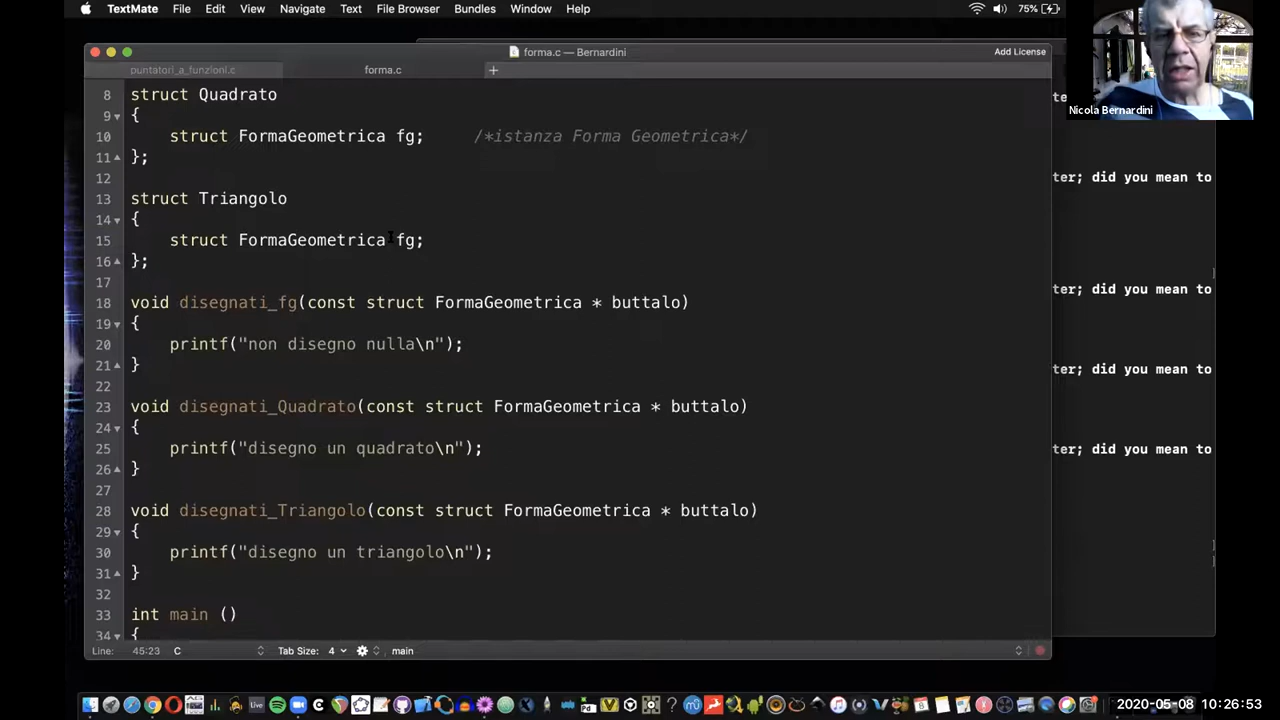 TextMate File Edit View Navigate Text File Browser Bundles Window Help 75%
forma.c — Bernardini Add License
puntatori_a_funzioni.c forma.c +
Nicola Bernardini
8 struct Quadrato
9 {
10 struct FormaGeometrica fg; /*istanza Forma Geometrica*/
11 };
12
13 struct Triangolo
14 {
15 struct FormaGeometrica fg;
16 };
17
18 void disegnati_fg(const struct FormaGeometrica * buttalo)
19 {
20 printf("non disegno nulla\n");
21 }
22
23 void disegnati_Quadrato(const struct FormaGeometrica * buttalo)
24 {
25 printf("disegno un quadrato\n");
26 }
27
28 void disegnati_Triangolo(const struct FormaGeometrica * buttalo)
29 {
30 printf("disegno un triangolo\n");
31 }
32
33 int main ()
34 {
ter; did you mean to
ter; did you mean to
ter; did you mean to
ter; did you mean to
Line: 45:23 C Tab Size: 4 main
Live Pd
2020-05-08 10:26:53